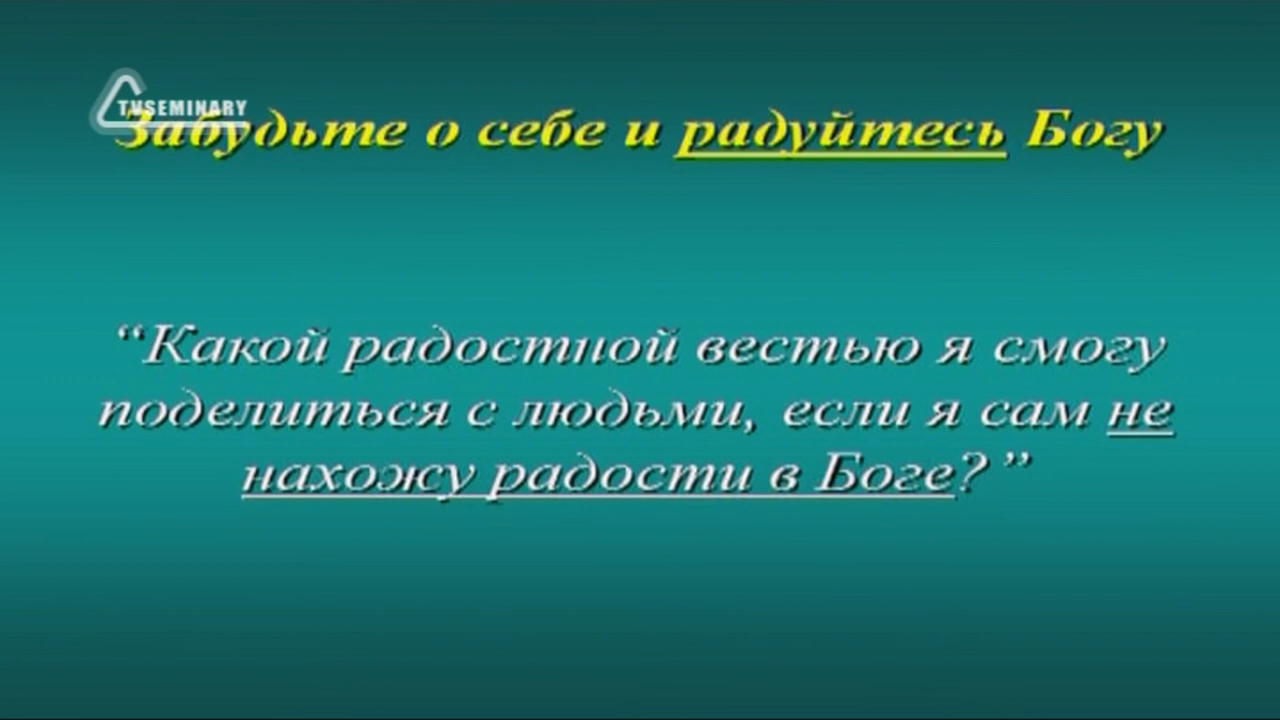 TVSEMINARY
Забудьте о себе и радуйтесь Богу
“Какой радостной вестью я смогу
поделиться с людьми, если я сам не
нахожу радости в Боге?”